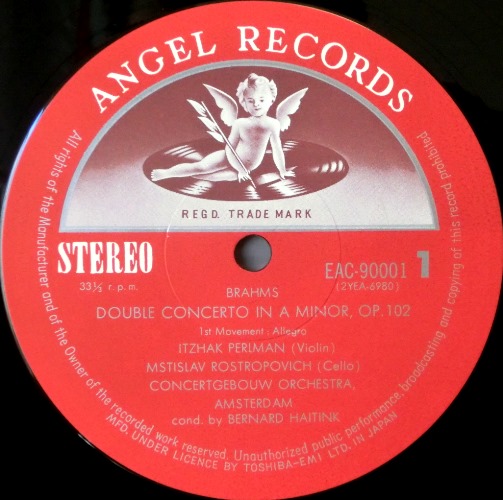 ANGEL RECORDS
REGD. TRADE MARK
STEREO
33⅓ r.p.m.
EAC-90001 1
(2YEA-6980)
BRAHMS
DOUBLE CONCERTO IN A MINOR, OP. 102
1st Movement : Allegro
ITZHAK PERLMAN (Violin)
MSTISLAV ROSTROPOVICH (Cello)
CONCERTGEBOUW ORCHESTRA,
AMSTERDAM
cond. by BERNARD HAITINK
All rights of the Manufacturer and of the Owner of the recorded work reserved. Unauthorized public performance, broadcasting and copying of this record prohibited
MFD. UNDER LICENCE BY TOSHIBA-EMI LTD. IN JAPAN